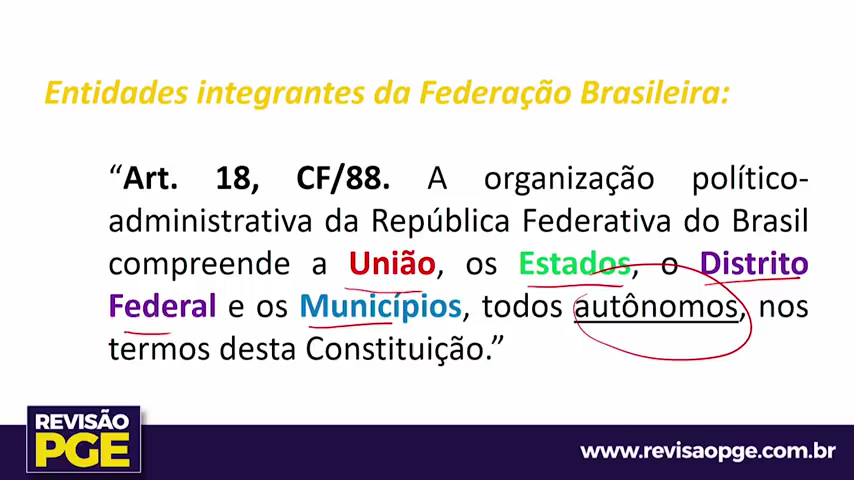 Entidades integrantes da Federação Brasileira:
“Art. 18, CF/88. A organização político-
administrativa da República Federativa do Brasil
compreende a União, os Estados, o Distrito
Federal e os Municípios, todos autônomos, nos
termos desta Constituição.”
REVISÃO
PGE
www.revisaopge.com.br